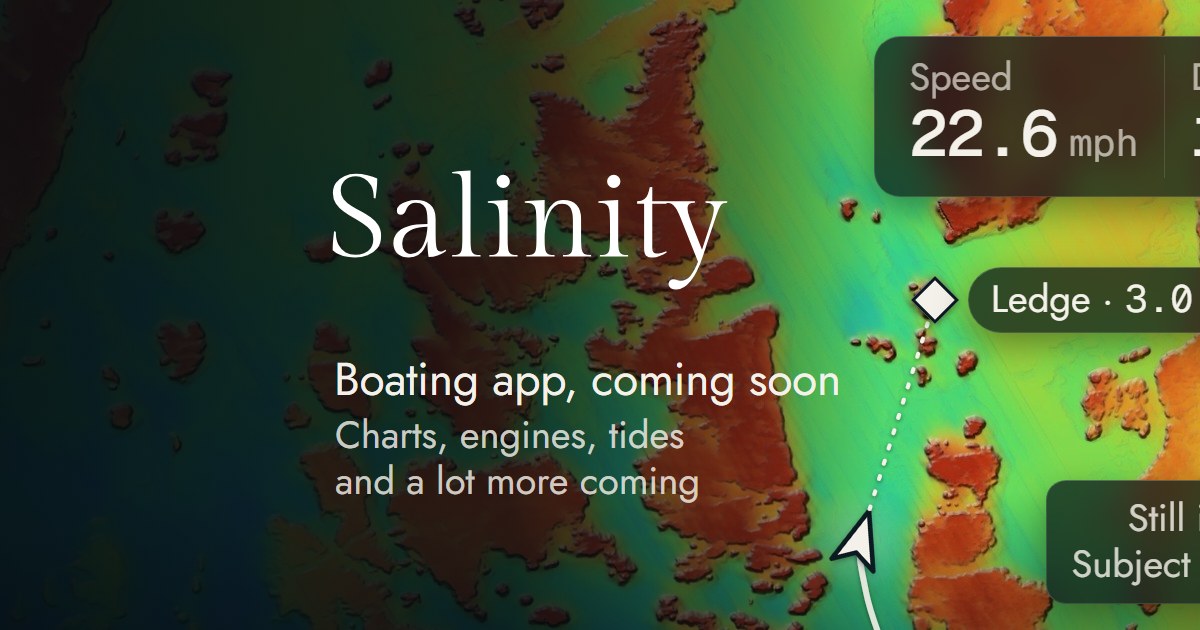 Speed
22.6 mph
Salinity
Ledge · 3.0
Boating app, coming soon
Charts, engines, tides
and a lot more coming
Still
Subject